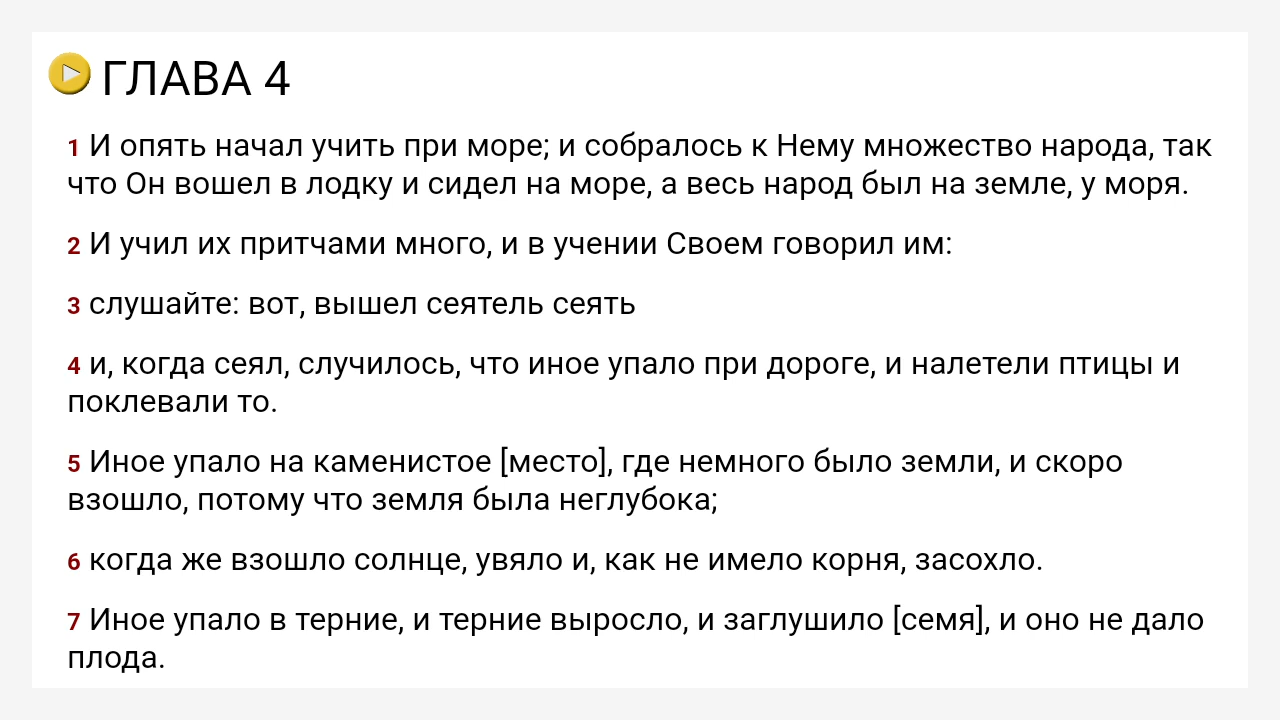 ГЛАВА 4
1 И опять начал учить при море; и собралось к Нему множество народа, так
что Он вошел в лодку и сидел на море, а весь народ был на земле, у моря.
2 И учил их притчами много, и в учении Своем говорил им:
3 слушайте: вот, вышел сеятель сеять
4 и, когда сеял, случилось, что иное упало при дороге, и налетели птицы и
поклевали то.
5 Иное упало на каменистое [место], где немного было земли, и скоро
взошло, потому что земля была неглубока;
6 когда же взошло солнце, увяло и, как не имело корня, засохло.
7 Иное упало в терние, и терние выросло, и заглушило [семя], и оно не дало
плода.